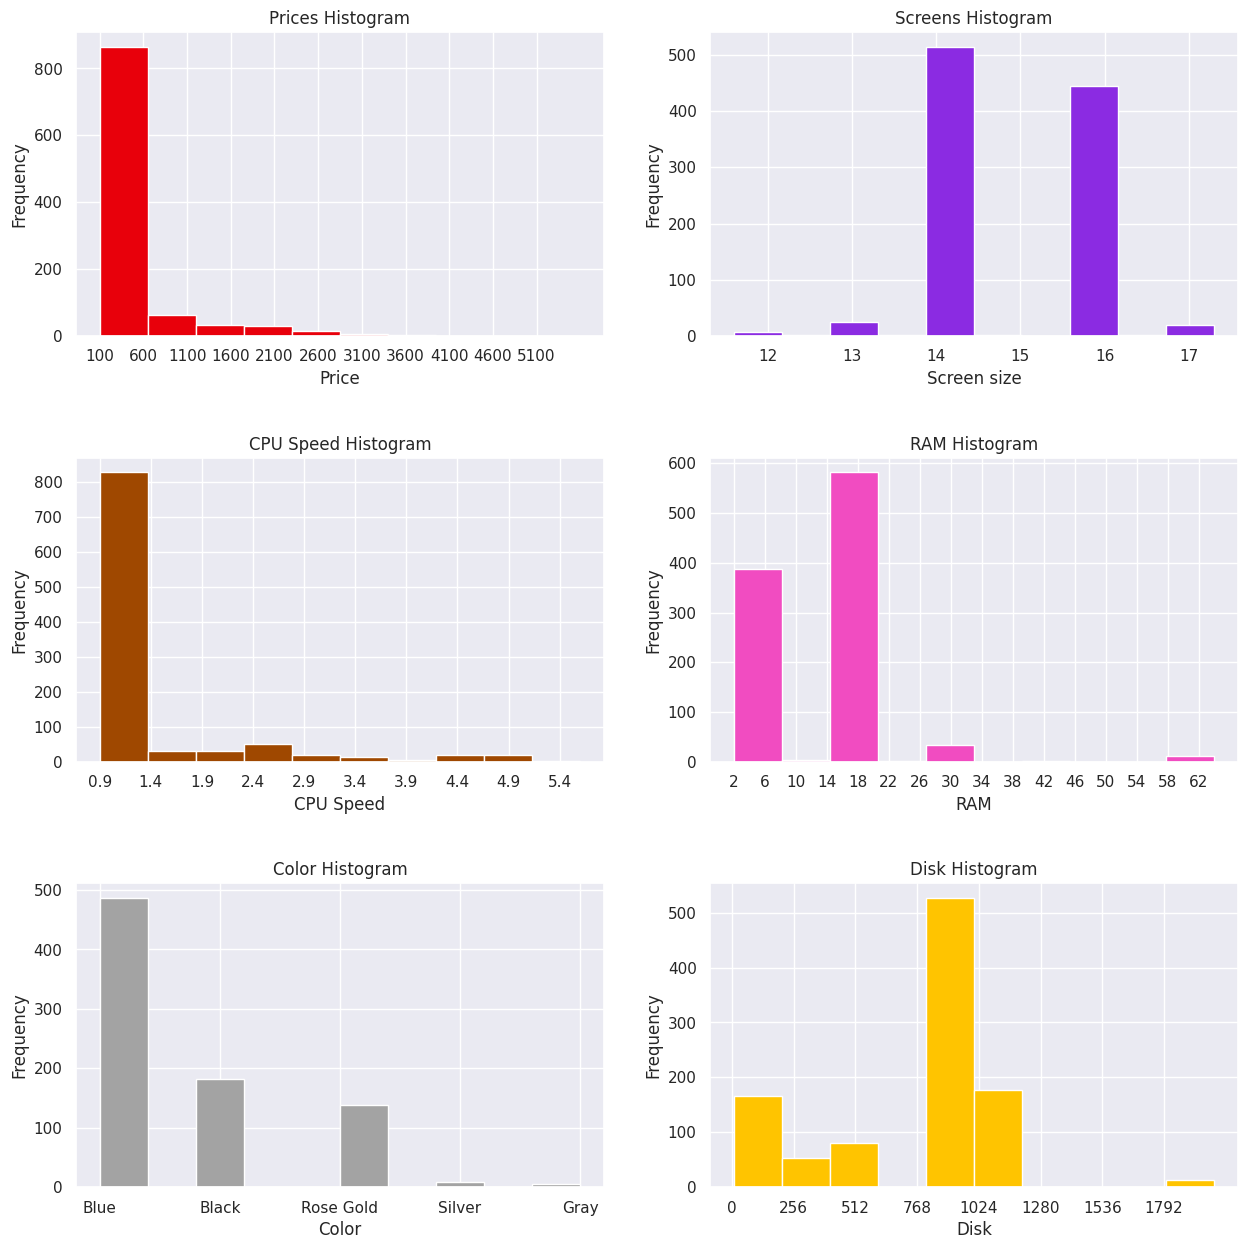 Prices Histogram
Frequency
800
600
400
200
0
100 600 1100 1600 2100 2600 3100 3600 4100 4600 5100
Price
Screens Histogram
Frequency
500
400
300
200
100
0
12 13 14 15 16 17
Screen size
CPU Speed Histogram
Frequency
800
700
600
500
400
300
200
100
0
0.9 1.4 1.9 2.4 2.9 3.4 3.9 4.4 4.9 5.4
CPU Speed
RAM Histogram
Frequency
600
500
400
300
200
100
0
2 6 10 14 18 22 26 30 34 38 42 46 50 54 58 62
RAM
Color Histogram
Frequency
500
400
300
200
100
0
Blue Black Rose Gold Silver Gray
Color
Disk Histogram
Frequency
500
400
300
200
100
0
0 256 512 768 1024 1280 1536 1792
Disk